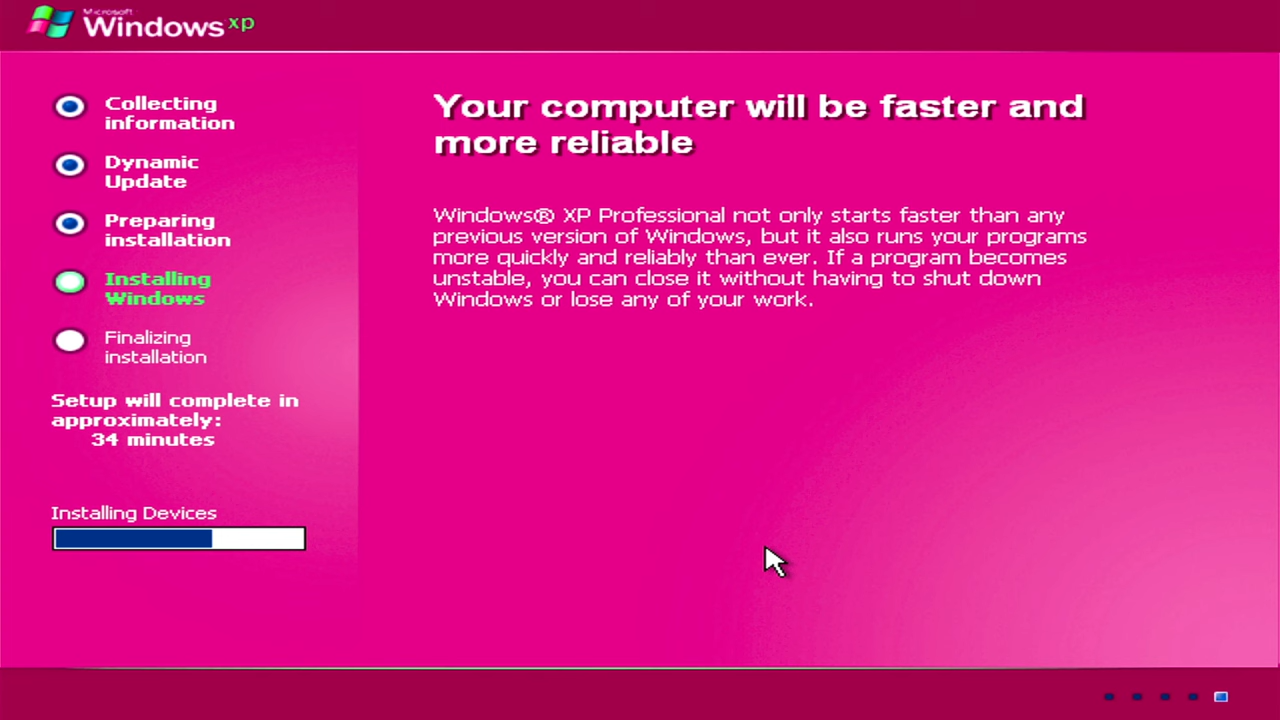 Microsoft
Windows xp
Collecting
information
Dynamic
Update
Preparing
installation
Installing
Windows
Finalizing
installation
Setup will complete in
approximately:
34 minutes
Installing Devices
Your computer will be faster and
more reliable
Windows® XP Professional not only starts faster than any
previous version of Windows, but it also runs your programs
more quickly and reliably than ever. If a program becomes
unstable, you can close it without having to shut down
Windows or lose any of your work.